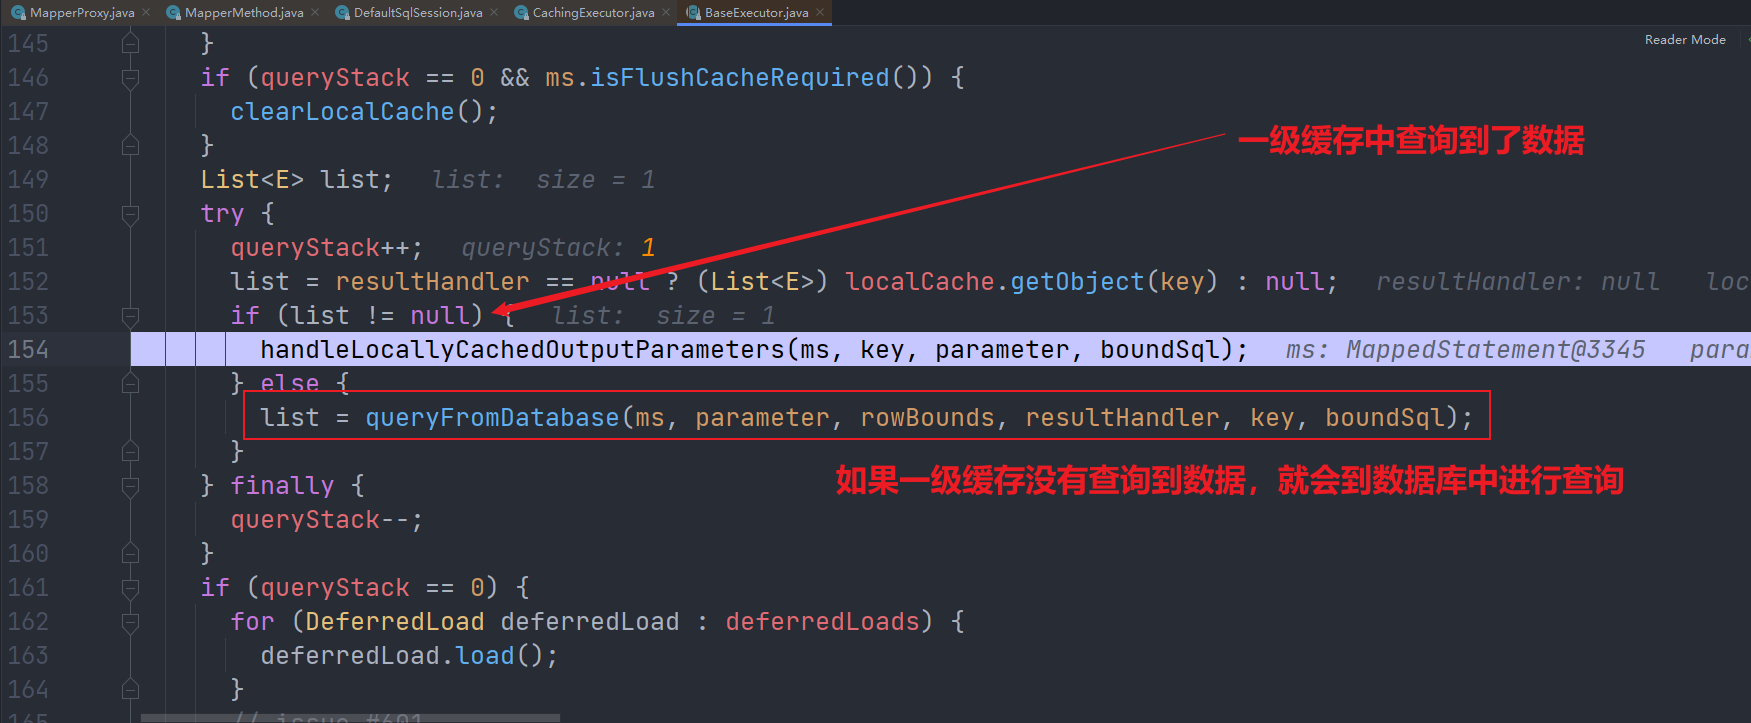 MapperProxy.java MapperMethod.java DefaultSqlSession.java CachingExecutor.java BaseExecutor.java
Reader Mode
145 }
146 if (queryStack == 0 && ms.isFlushCacheRequired()) {
147 clearLocalCache();
148 }
一级缓存中查询到了数据
149 List<E> list; list: size = 1
150 try {
151 queryStack++; queryStack: 1
152 list = resultHandler == null ? (List<E>) localCache.getObject(key) : null; resultHandler: null loc
153 if (list != null) { list: size = 1
154 handleLocallyCachedOutputParameters(ms, key, parameter, boundSql); ms: MappedStatement@3345 para
155 } else {
156 list = queryFromDatabase(ms, parameter, rowBounds, resultHandler, key, boundSql);
157 }
如果一级缓存没有查询到数据，就会到数据库中进行查询
158 } finally {
159 queryStack--;
160 }
161 if (queryStack == 0) {
162 for (DeferredLoad deferredLoad : deferredLoads) {
163 deferredLoad.load();
164 }
165 // issue #601